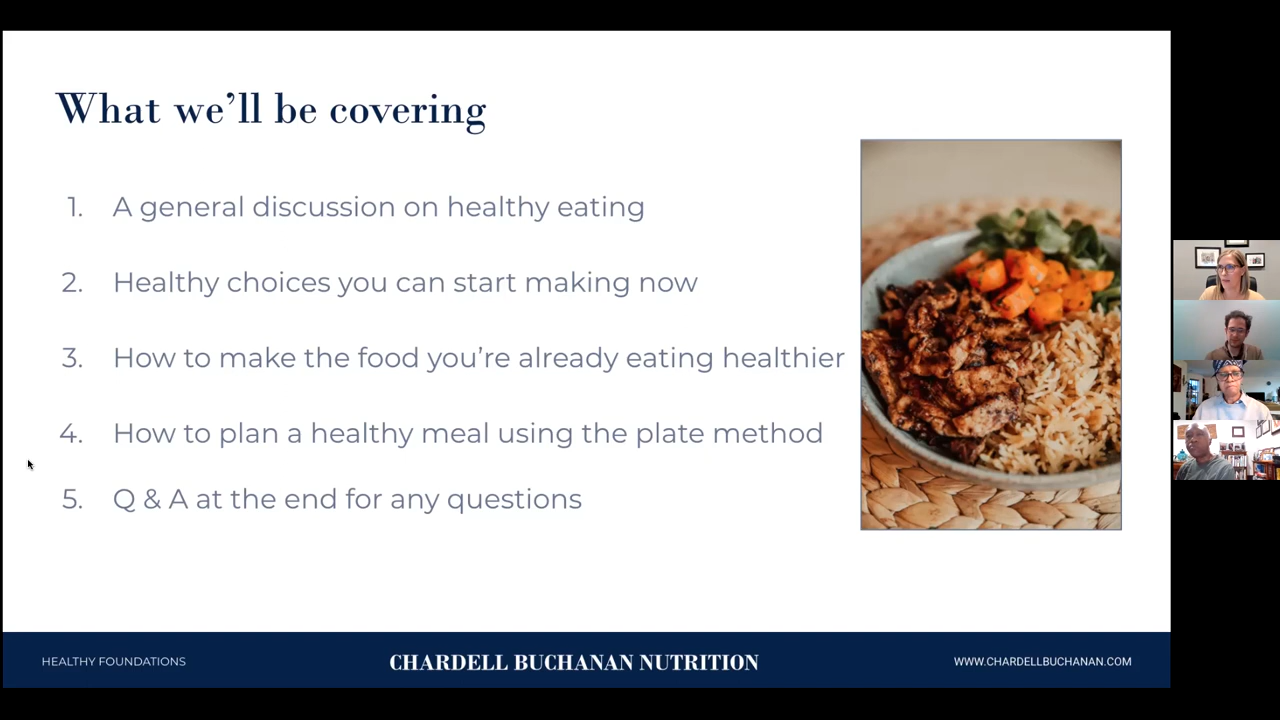 What we’ll be covering
1. A general discussion on healthy eating
2. Healthy choices you can start making now
3. How to make the food you’re already eating healthier
4. How to plan a healthy meal using the plate method
5. Q & A at the end for any questions
HEALTHY FOUNDATIONS
CHARDELL BUCHANAN NUTRITION
WWW.CHARDELLBUCHANAN.COM